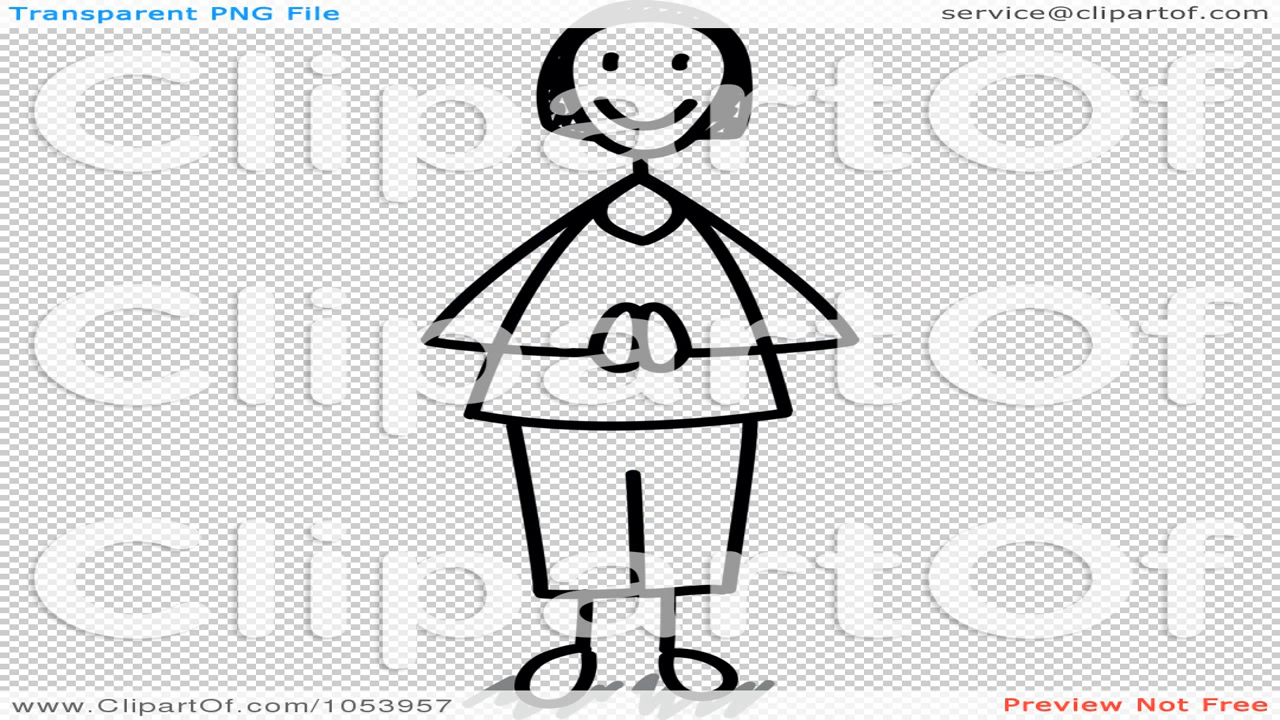 Transparent PNG File
service@clipartof.com
ClipartOf
ClipartOf
ClipartOf
www.ClipartOf.com/1053957
Preview Not Free